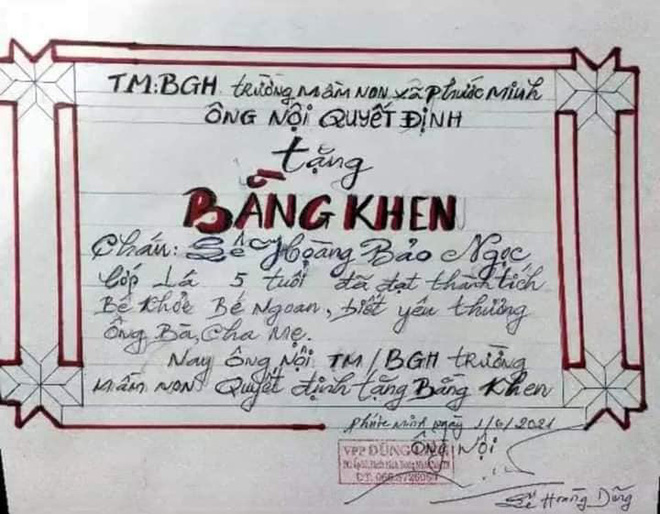 TM:BGH trường mầm non xã Phước Minh
ÔNG NỘI QUYẾT ĐỊNH
tặng
BẰNG KHEN
Cháu: Lê Hoàng Bảo Ngọc
Lớp Lá 5 tuổi đã đạt thành tích
Bé Khỏe Bé Ngoan, biết yêu thương
Ông Bà, Cha Mẹ.
Nay ông Nội TM/BGH trường
mầm non Quyết định tặng Bằng Khen
Phước Minh ngày 1/6/2021
ÔNG NỘI
VPP DŨNG
Lê Hoàng Dũng